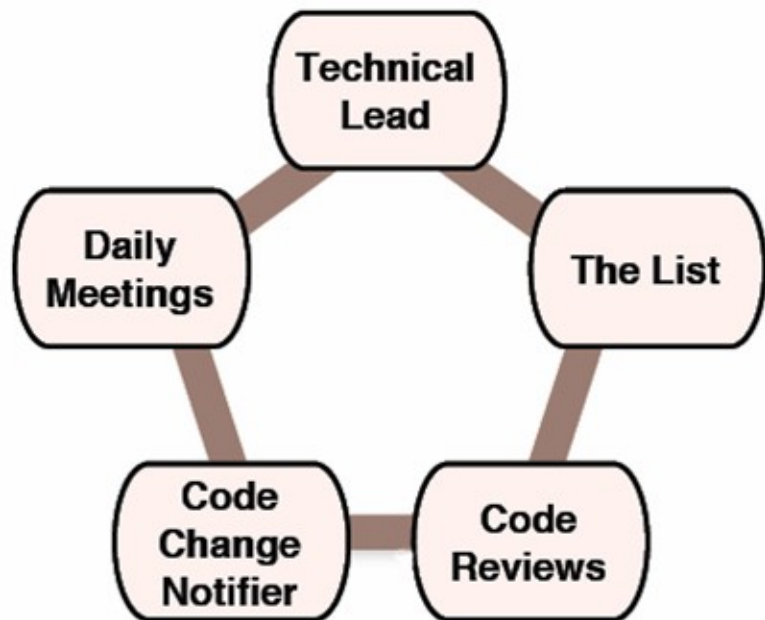 Technical
Lead
Daily
Meetings
The List
Code
Change
Notifier
Code
Reviews